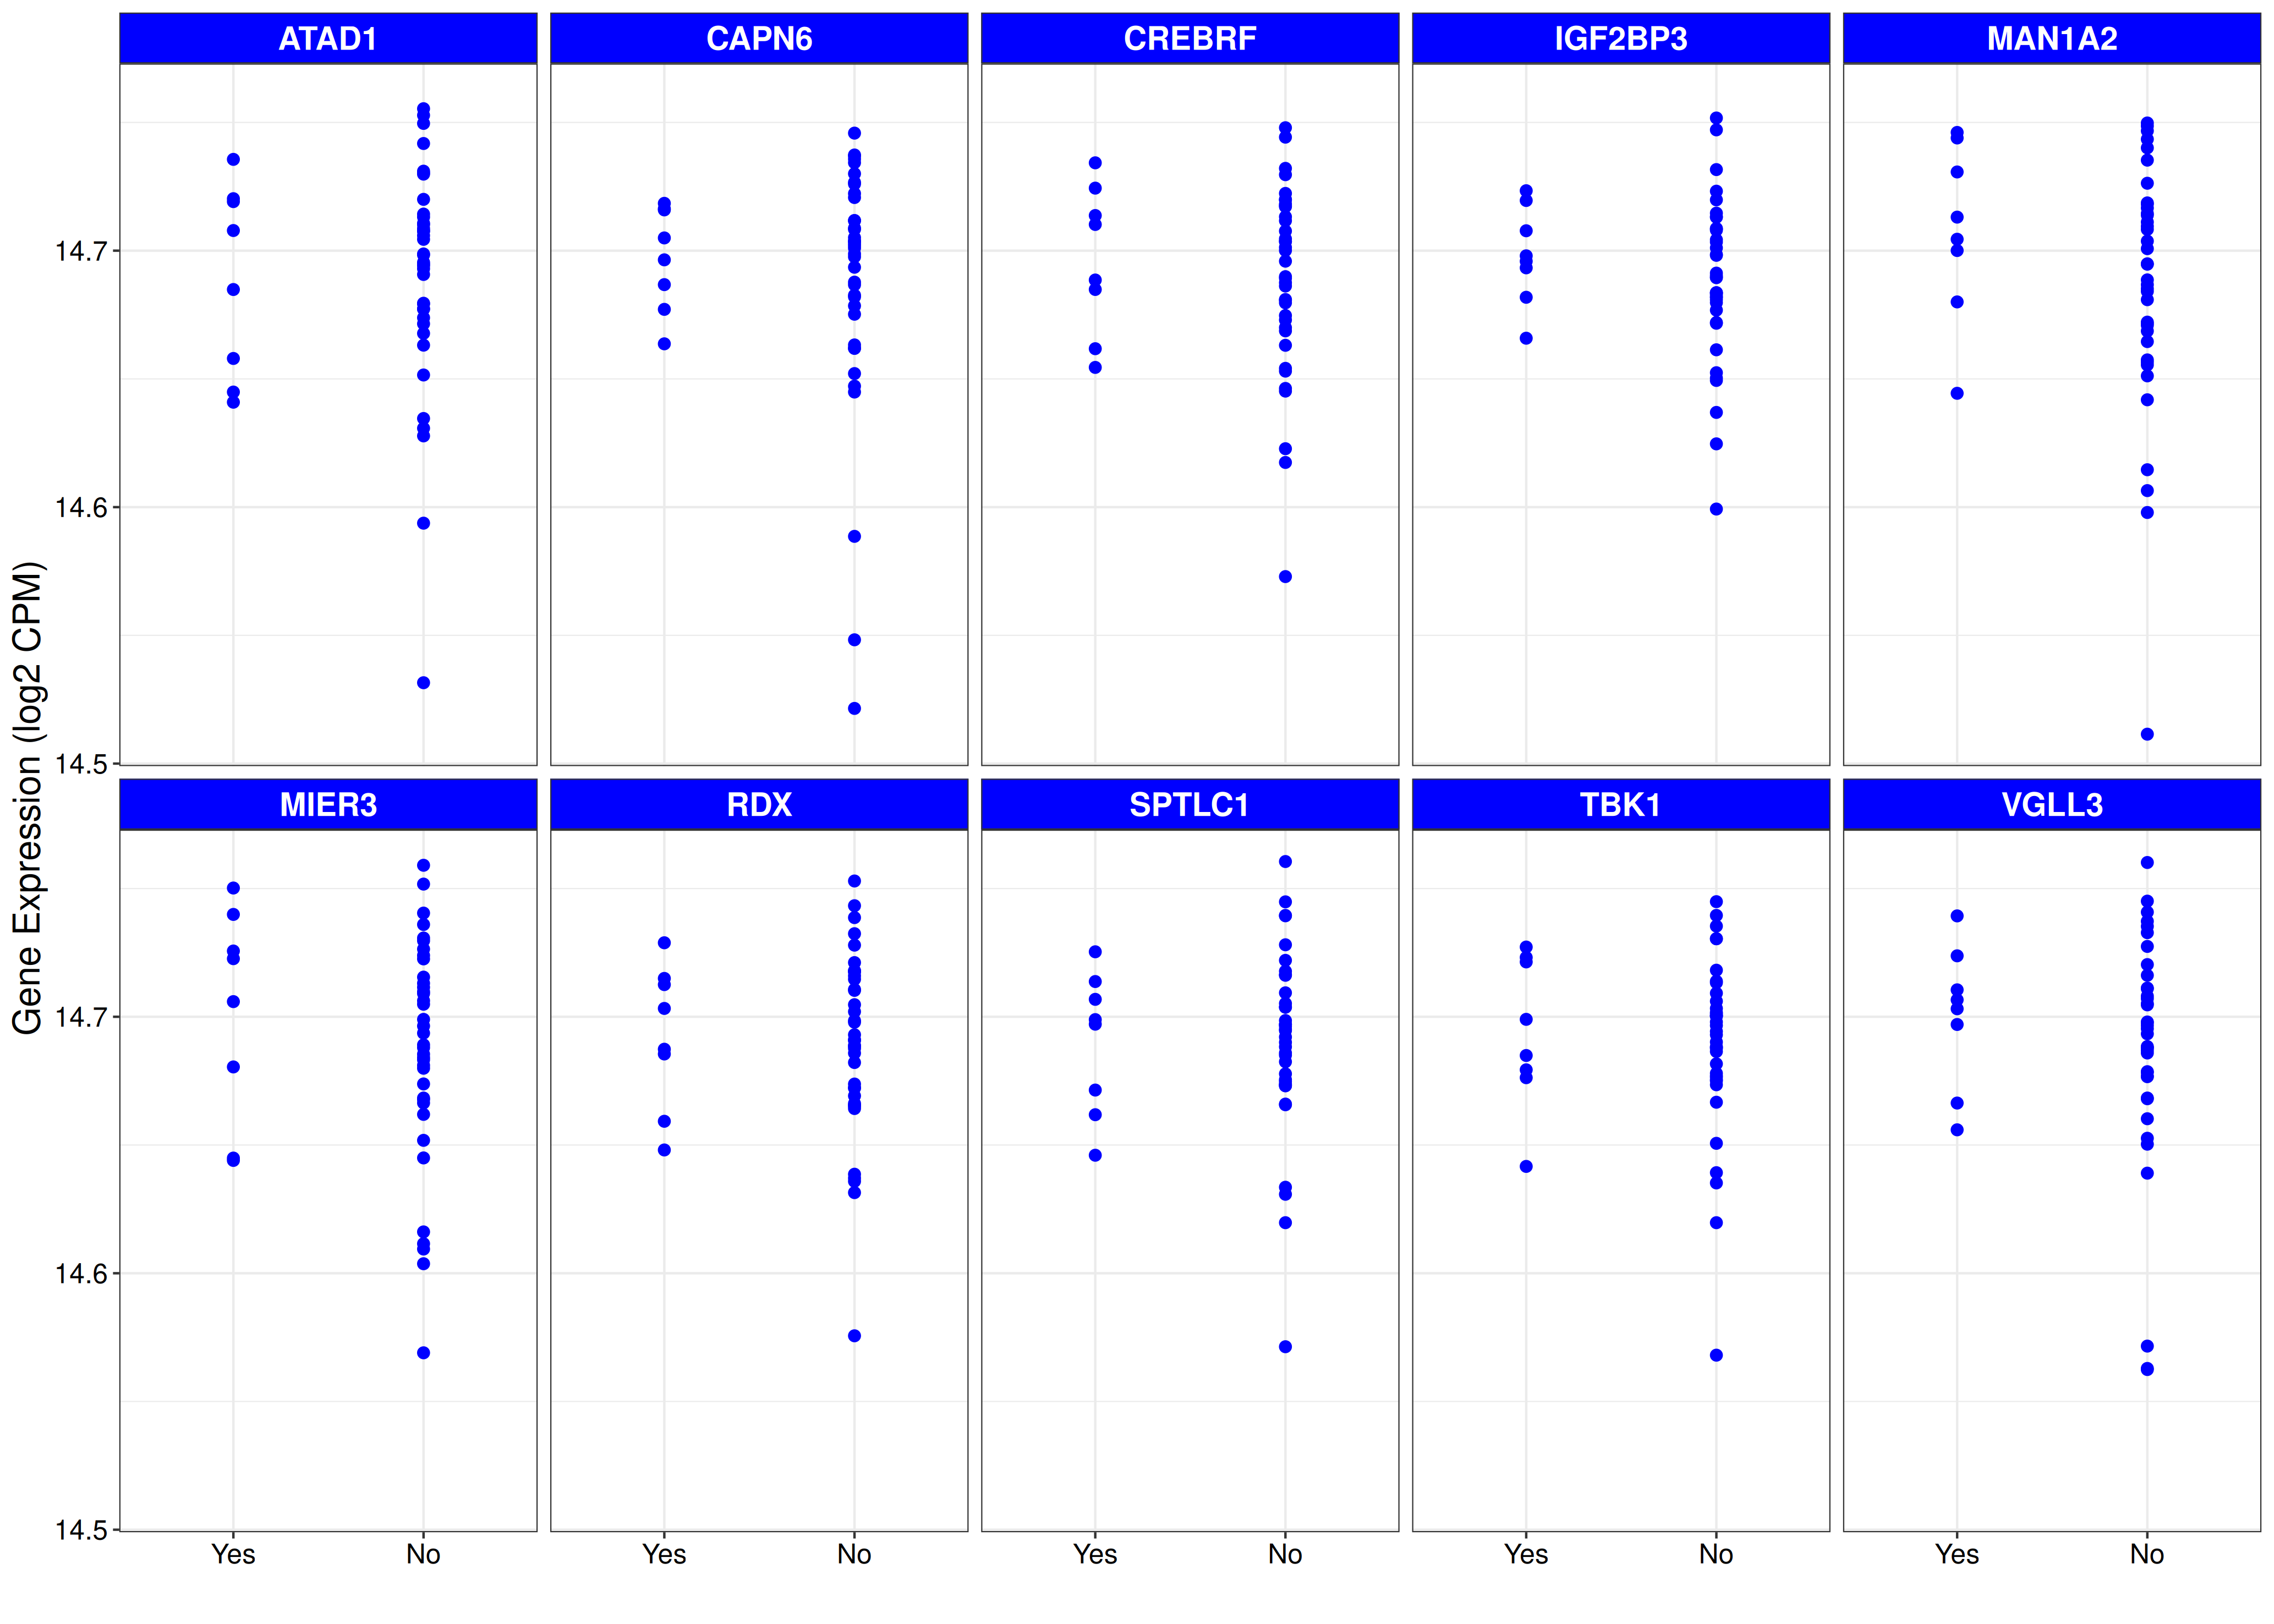 ATAD1 CAPN6 CREBRF IGF2BP3 MAN1A2
14.7
14.6
14.5
Gene Expression (log2 CPM)
MIER3 RDX SPTLC1 TBK1 VGLL3
14.7
14.6
14.5
Yes No Yes No Yes No Yes No Yes No